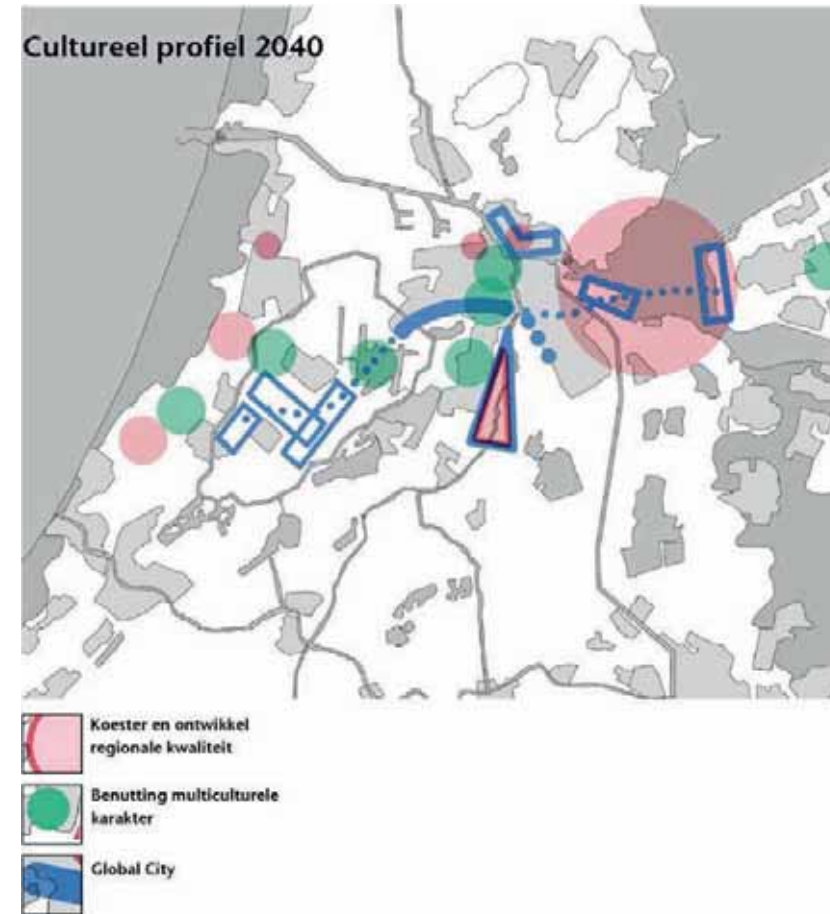 Cultureel profiel 2040
Koester en ontwikkel
regionale kwaliteit
Benutting multiculturele
karakter
Global City